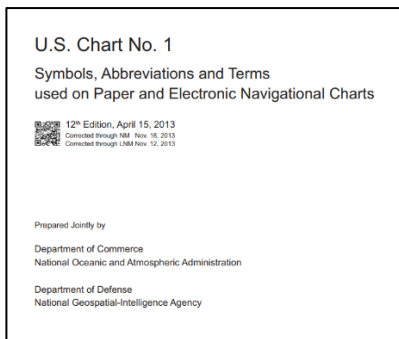 U.S. Chart No. 1
Symbols, Abbreviations and Terms
used on Paper and Electronic Navigational Charts
12th Edition, April 15, 2013
Corrected through NM Nov. 16, 2013
Corrected through LNM Nov. 12, 2013
Prepared Jointly by
Department of Commerce
National Oceanic and Atmospheric Administration
Department of Defense
National Geospatial-Intelligence Agency